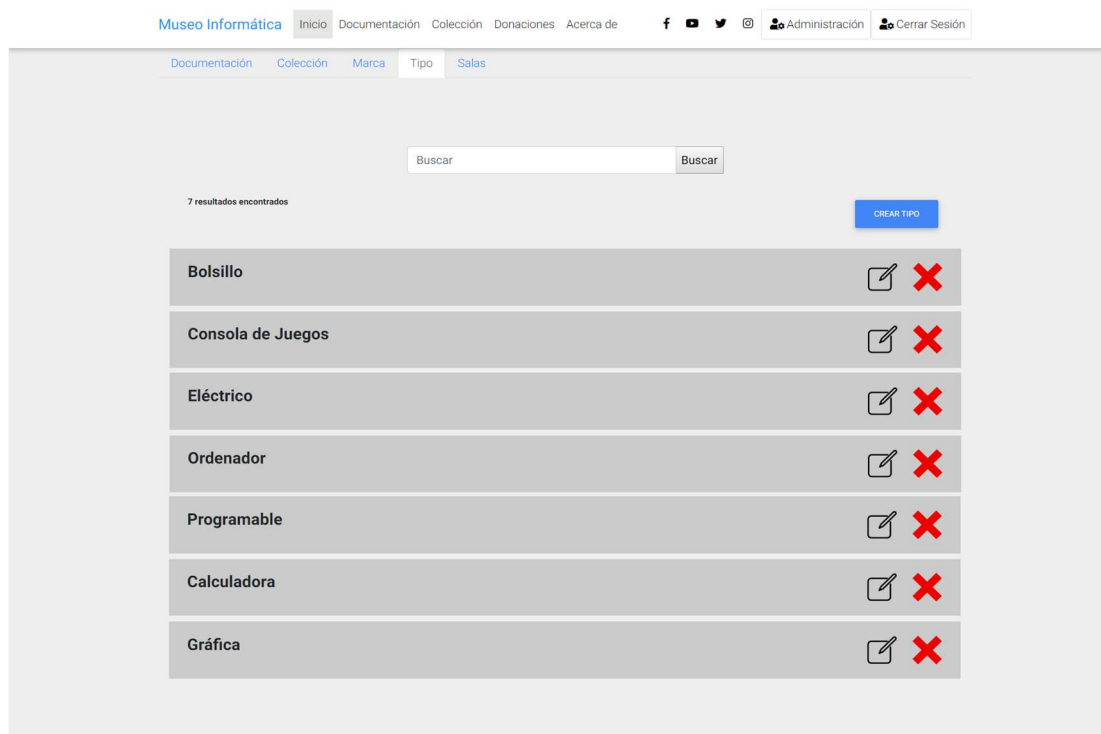 Museo Informática Inicio Documentación Colección Donaciones Acerca de Administración Cerrar Sesión
Documentación Colección Marca Tipo Salas
Buscar Buscar
7 resultados encontrados
CREAR TIPO
Bolsillo
Consola de Juegos
Eléctrico
Ordenador
Programable
Calculadora
Gráfica